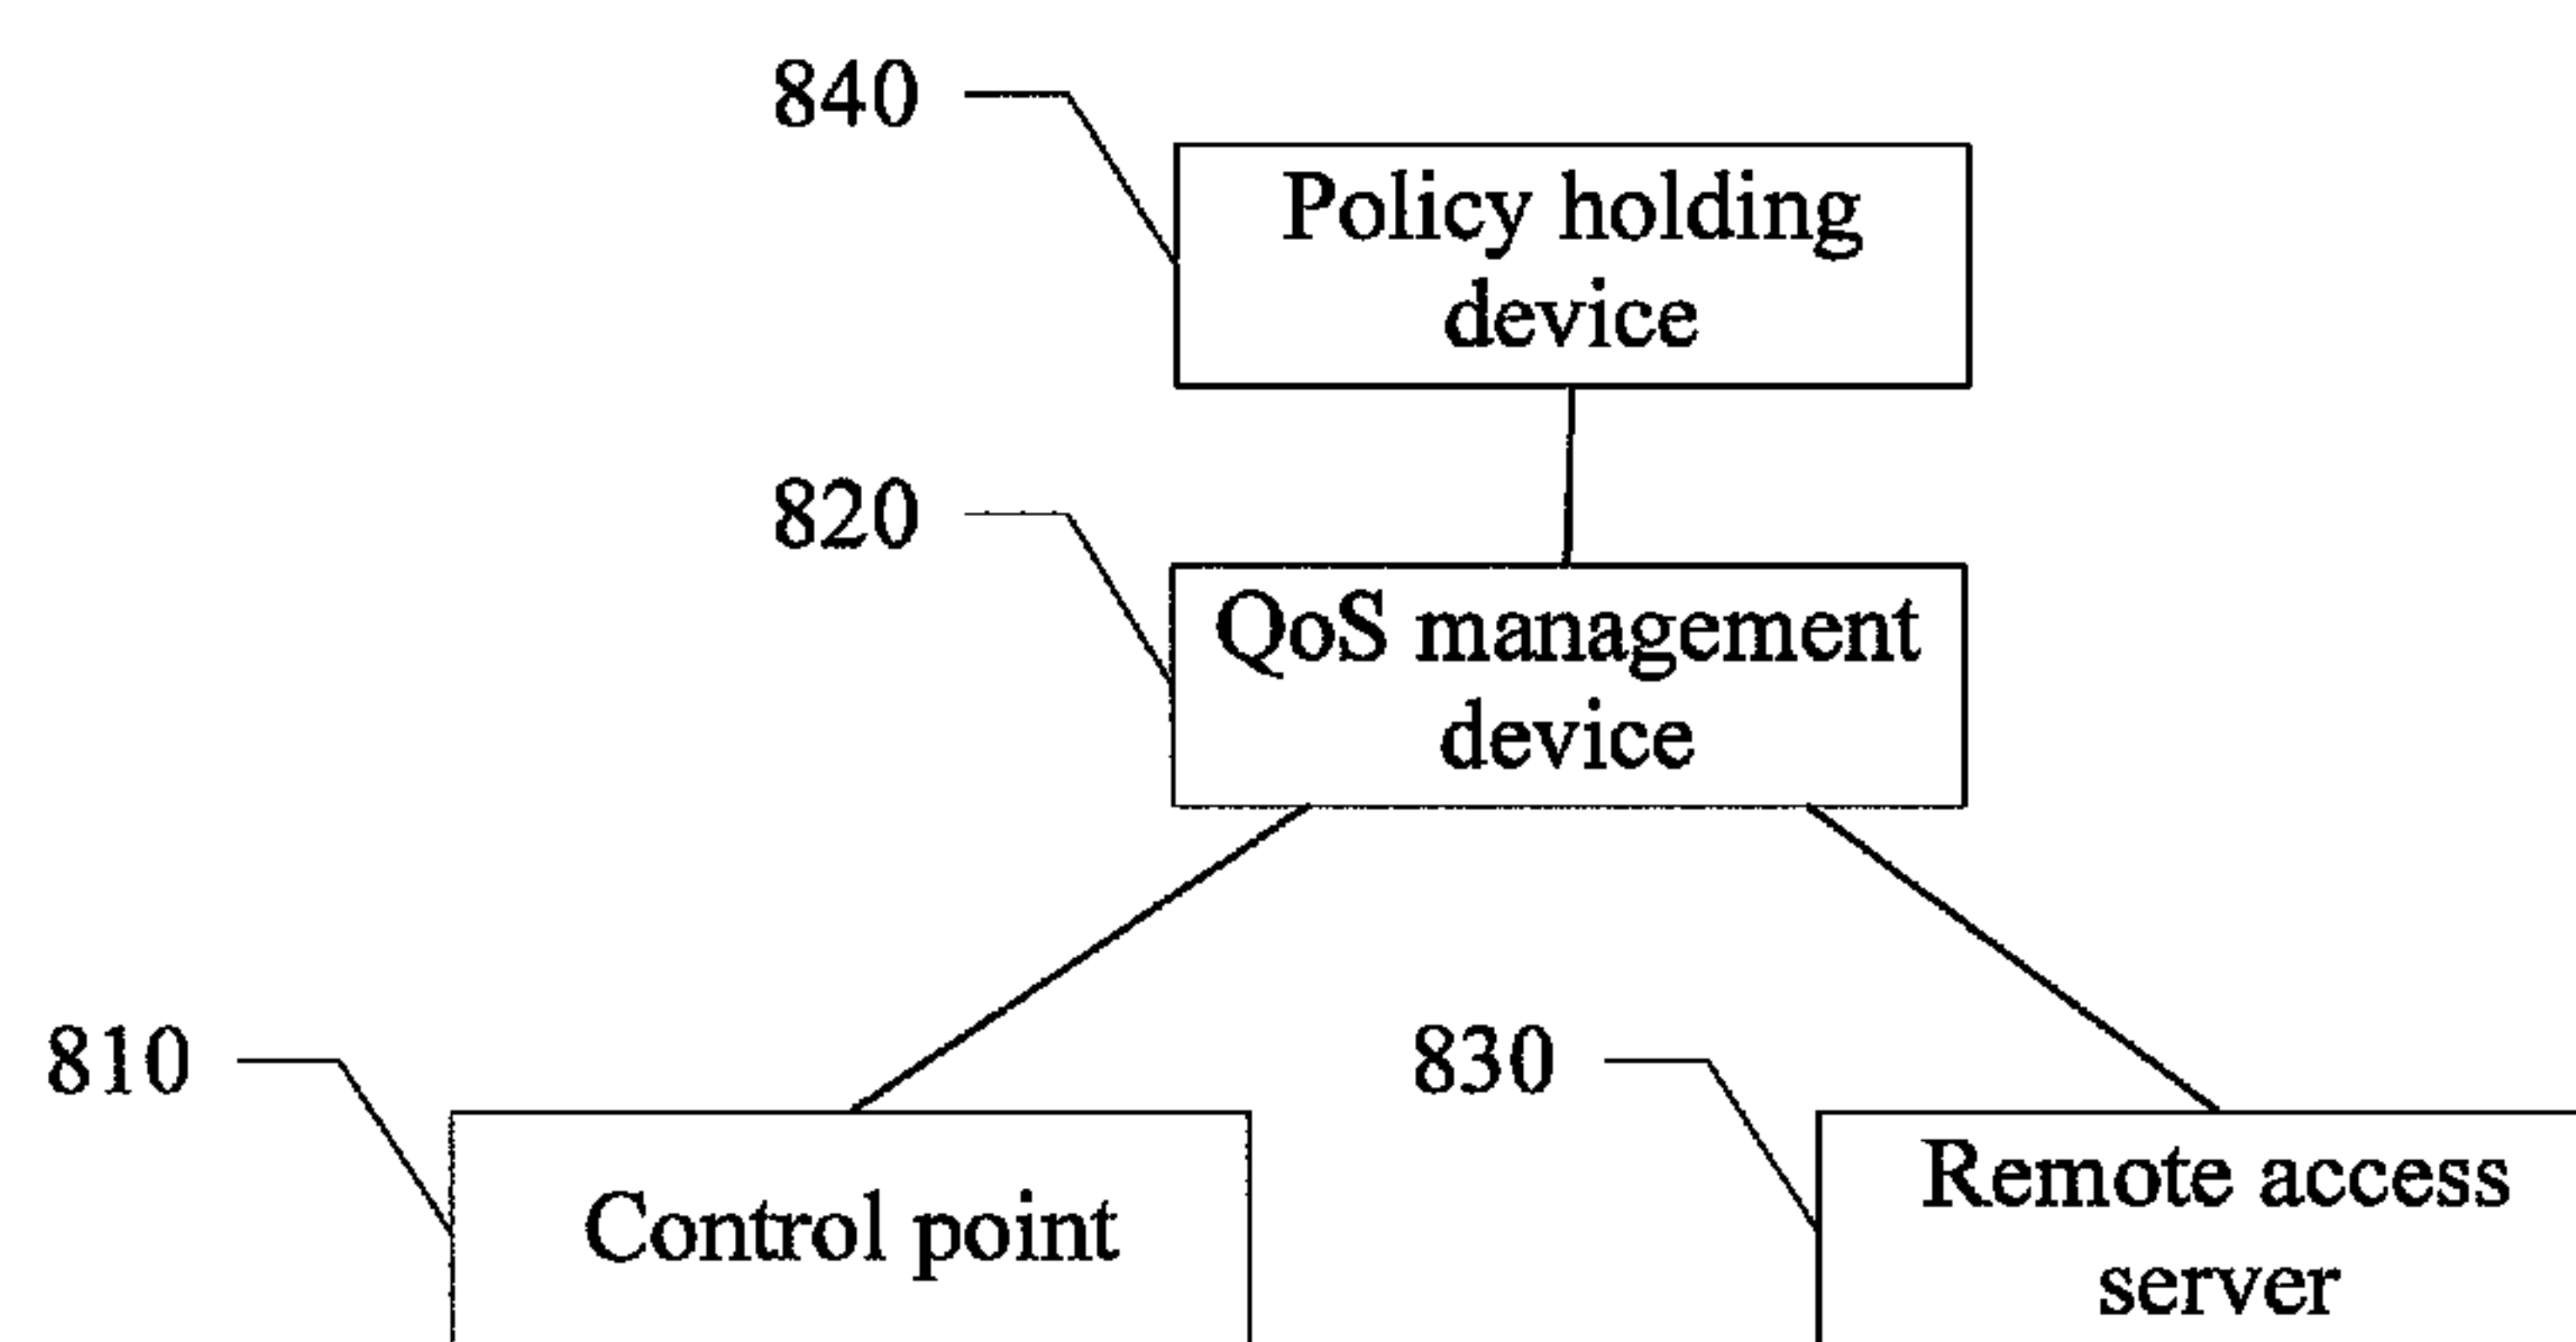 840
Policy holding
device
820
QoS management
device
810
Control point
830
Remote access
server